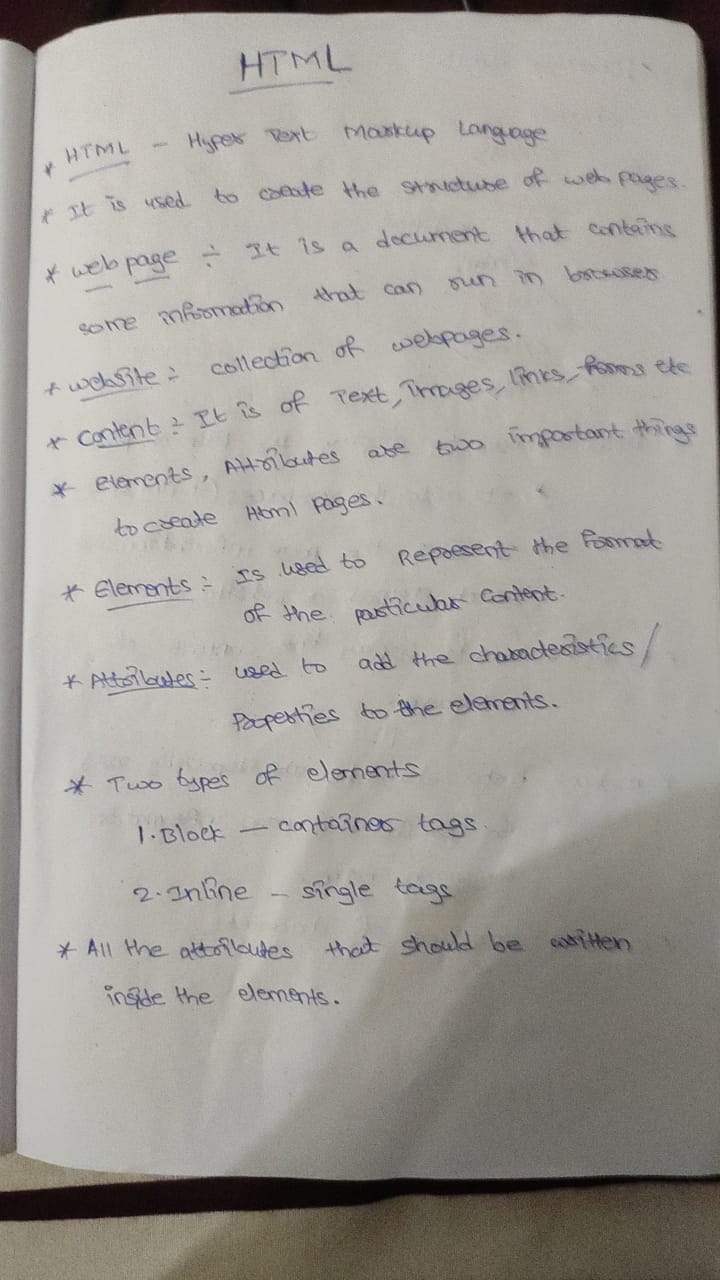 HTML
* HTML - Hyper Text Markup Language
* It is used to create the structure of web pages.
* web page :- It is a document that contains
some information that can run in browser
* website :- collection of webpages.
* Content :- It is of Text, images, links, forms etc
* elements, Attributes are two important things
to create Html pages.
* Elements :- Is used to Represent the format
of the particular content.
* Attributes :- used to add the characteristics /
Properties to the elements.
* Two types of elements
1. Block - container tags.
2. Inline - single tags
* All the attributes that should be written
inside the elements.